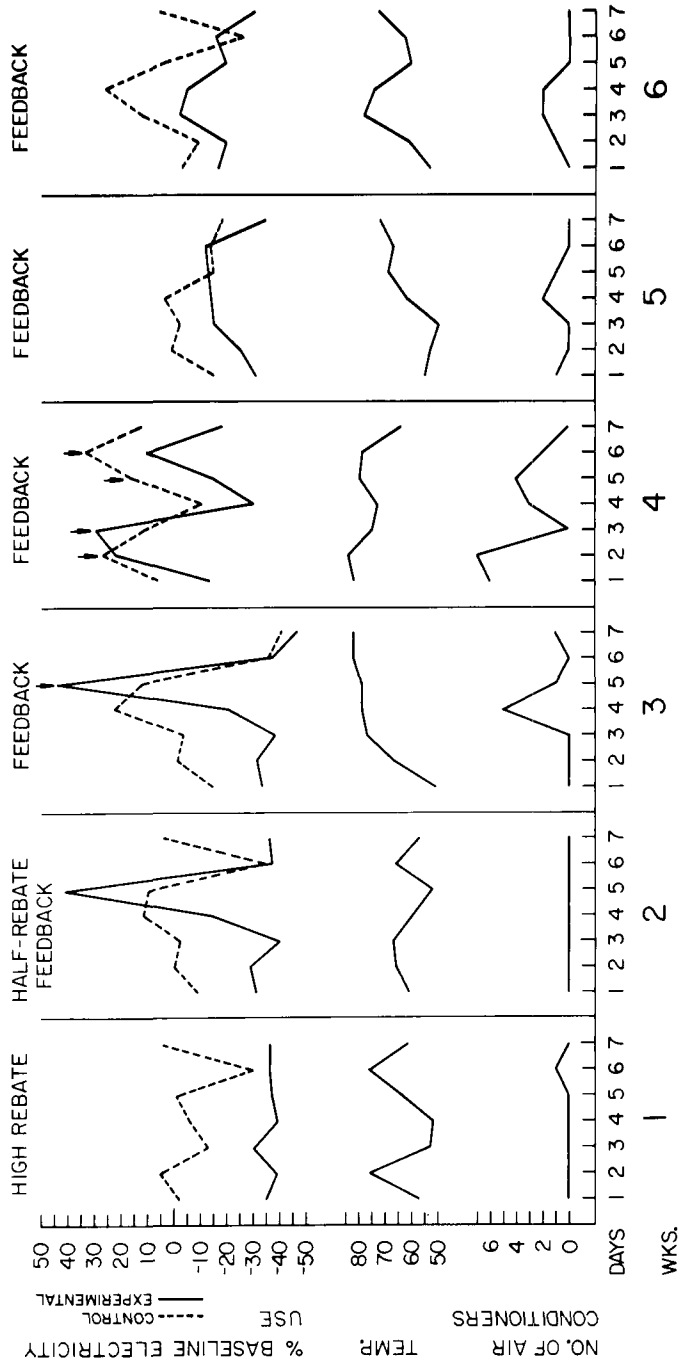 HIGH REBATE
HALF-REBATE
FEEDBACK
FEEDBACK
FEEDBACK
FEEDBACK
FEEDBACK
% BASELINE ELECTRICITY
USE
CONTROL
EXPERIMENTAL
50
40
30
20
10
0
-10
-20
-30
-40
-50
TEMP.
80
70
60
50
NO. OF AIR
CONDITIONERS
6
4
2
0
DAYS 1 2 3 4 5 6 7 1 2 3 4 5 6 7 1 2 3 4 5 6 7 1 2 3 4 5 6 7 1 2 3 4 5 6 7 1 2 3 4 5 6 7
WKS. 1 2 3 4 5 6